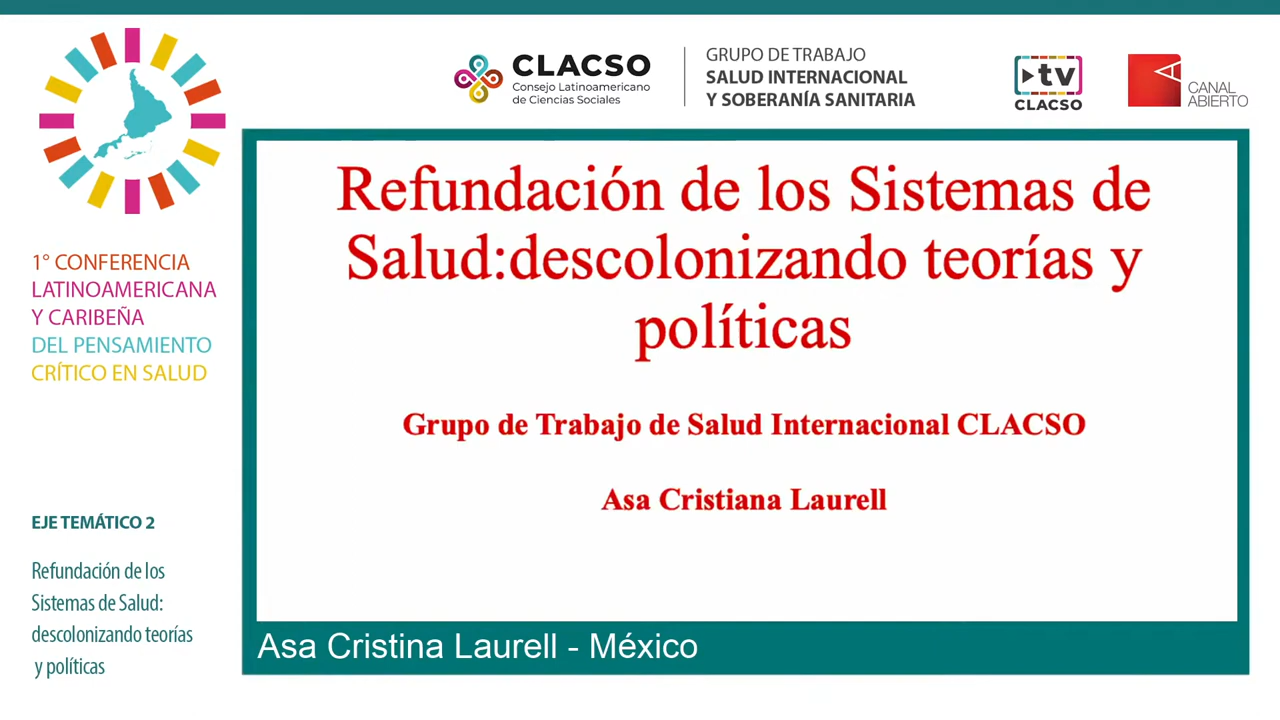 CLACSO
Consejo Latinoamericano
de Ciencias Sociales
GRUPO DE TRABAJO
SALUD INTERNACIONAL
Y SOBERANÍA SANITARIA
tv
CLACSO
CANAL
ABIERTO
1° CONFERENCIA
LATINOAMERICANA
Y CARIBEÑA
DEL PENSAMIENTO
CRÍTICO EN SALUD
EJE TEMÁTICO 2
Refundación de los
Sistemas de Salud:
descolonizando teorías
y políticas
Refundación de los Sistemas de
Salud:descolonizando teorías y
políticas
Grupo de Trabajo de Salud Internacional CLACSO
Asa Cristiana Laurell
Asa Cristina Laurell - México